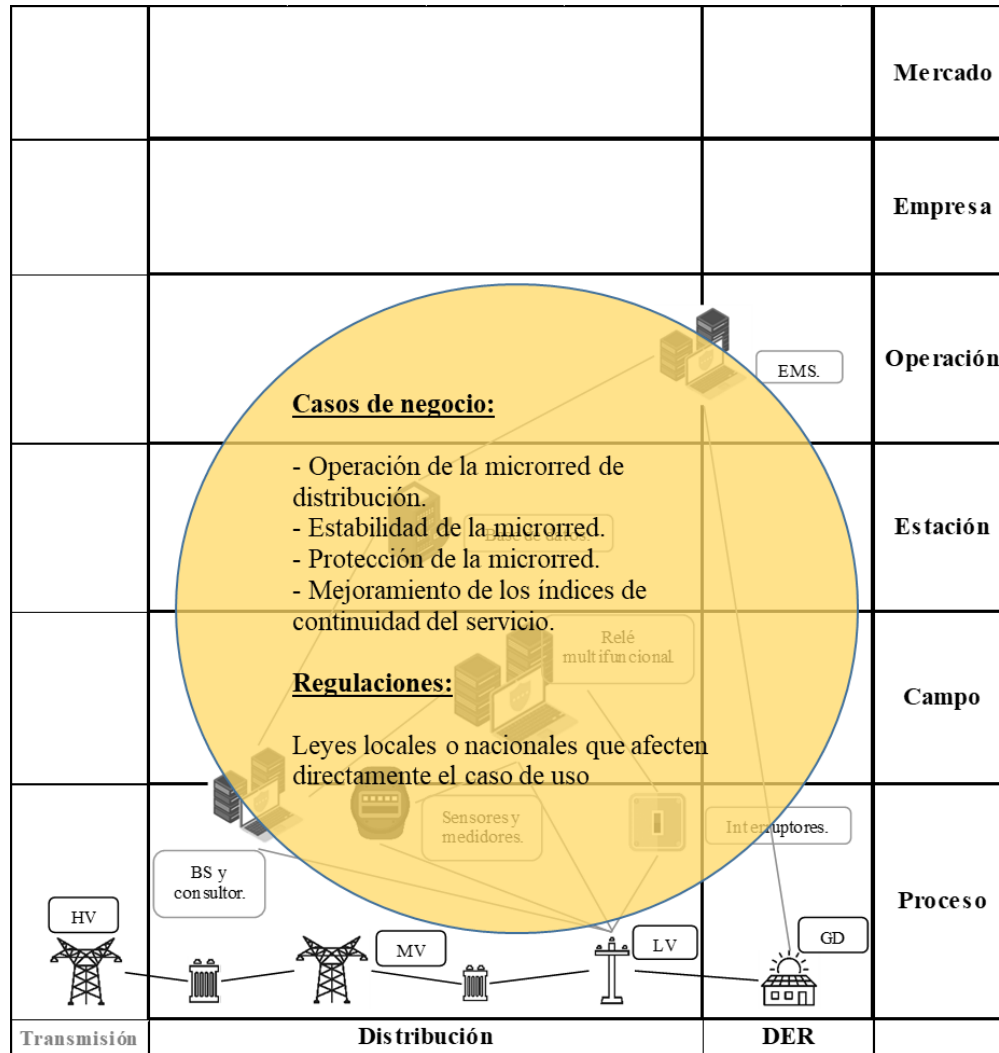 Mercado
Empresa
Operación
EMS.
Casos de negocio:
- Operación de la microrred de
distribución.
- Estabilidad de la microrred.
Base de datos.
- Protección de la microrred.
- Mejoramiento de los índices de
continuidad del servicio.
Estación
Relé
multifuncional.
Regulaciones:
Leyes locales o nacionales que afecten
directamente el caso de uso
Campo
Sensores y
medidores.
Interruptores.
BS y
consultor.
Proceso
HV
MV
LV
GD
Transmisión
Distribución
DER